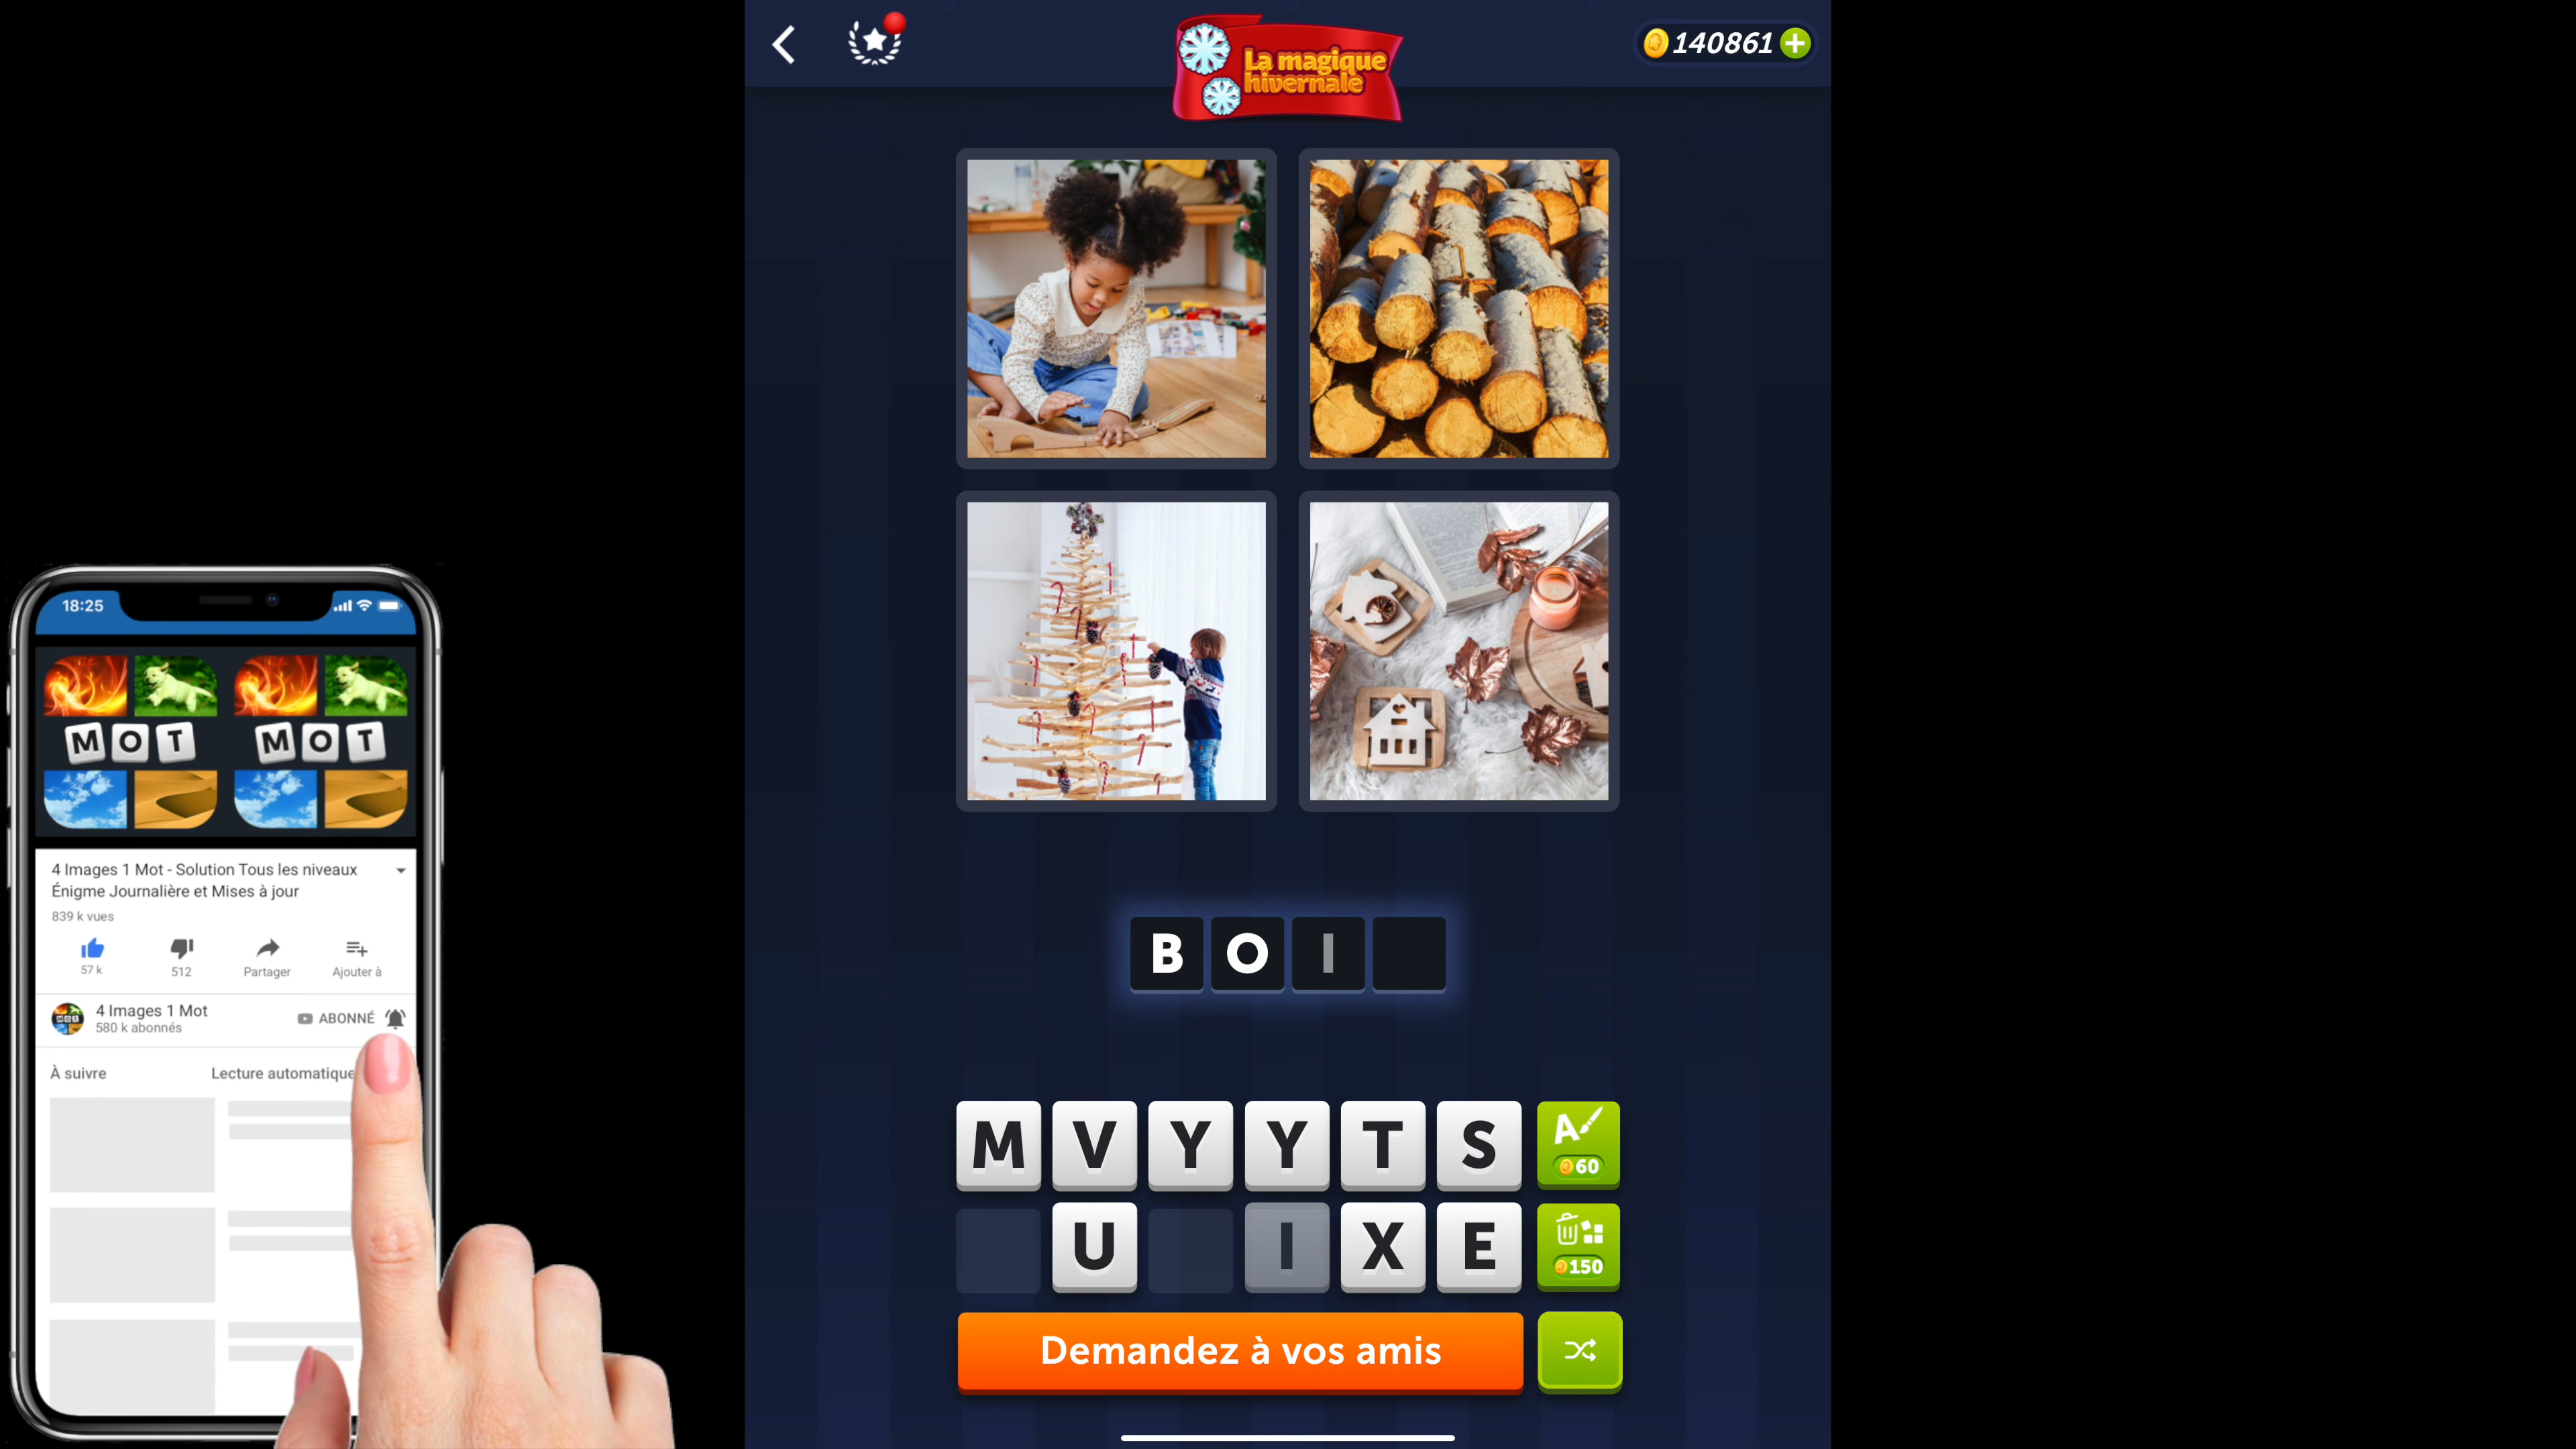 18:25
M O T M O T
4 Images 1 Mot - Solution Tous les niveaux
Énigme Journalière et Mises à jour
839 k vues
57 k 512 Partager Ajouter à
4 Images 1 Mot
580 k abonnés
ABONNÉ
À suivre Lecture automatique
La magique
hivernale
140861
B O I
M V Y Y T S
A
60
U I X E
150
Demandez à vos amis